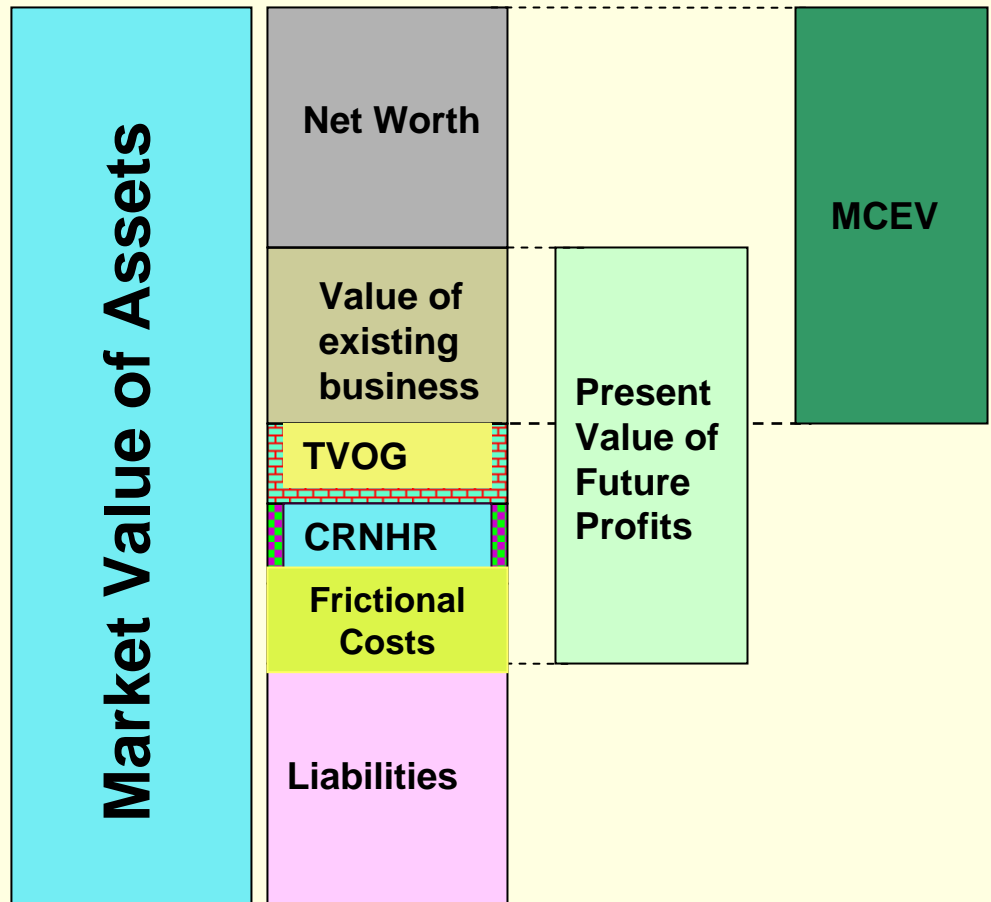 Market Value of Assets
Net Worth
Value of
existing
business
TVOG
CRNHR
Frictional
Costs
Liabilities
Present
Value of
Future
Profits
MCEV